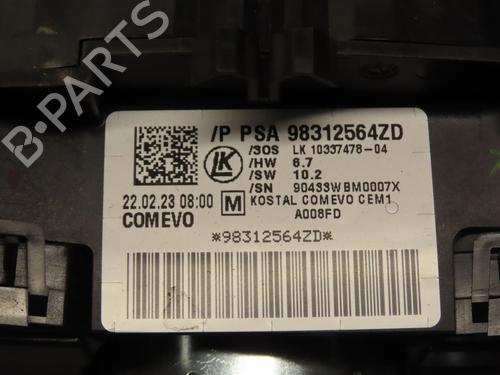 /P PSA 98312564ZD
/SOS LK 10337478-04
/HW 6.7
/SW 10.2
/SN 90433WBM0007X
22.02.23 08:00 M KOSTAL COMEVO CEM1
COMEVO A008FD
*98312564ZD*
LK
B PARTS